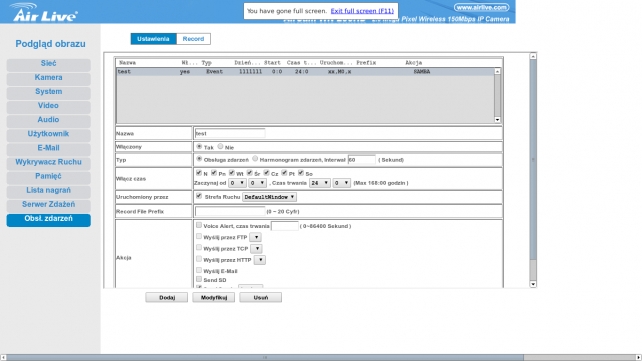 Air Live
You have gone full screen. Exit full screen (F11)
www.airlive.com
Pixel Wireless 150Mbps IP Camera
Podgląd obrazu
Sieć
Kamera
System
Video
Audio
Użytkownik
E-Mail
Wykrywacz Ruchu
Pamięć
Lista nagrań
Serwer Zdażeń
Obsł. zdarzeń
Ustawienia
Record
Nazwa Wł... Typ Dzień... Start Czas t... Uruchom... Prefix Akcja
test yes Event 1111111 0:0 24:0 xx,M0,x SAMBA
Nazwa test
Włączony Tak Nie
Typ Obsługa zdarzeń Harmonogram zdarzeń, Interwał 60 ( Sekund)
Włącz czas N Pn Wt Śr Cz Pt So
Zaczynaj od 0 0 , Czas trwania 24 0 (Max 168:00 godzin )
Uruchomiony przez Strefa Ruchu DefaultWindow
Record File Prefix (0 ~ 20 Cyfr)
Akcja
Voice Alert, czas trwania ( 0~86400 Sekund )
Wyślij przez FTP
Wyślij przez TCP
Wyślij przez HTTP
Wyślij E-Mail
Send SD
Dodaj Modyfikuj Usuń